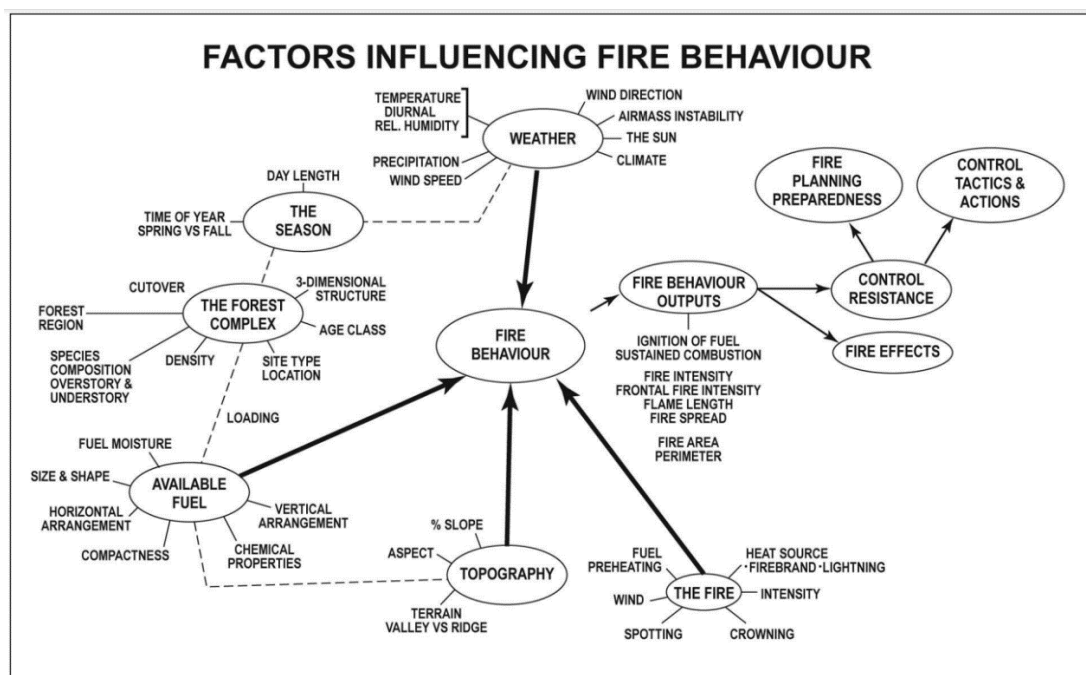 FACTORS INFLUENCING FIRE BEHAVIOUR
TEMPERATURE
DIURNAL
REL. HUMIDITY
PRECIPITATION
WIND SPEED
WEATHER
WIND DIRECTION
AIRMASS INSTABILITY
THE SUN
CLIMATE
DAY LENGTH
TIME OF YEAR
SPRING VS FALL
THE
SEASON
CUTOVER
FOREST
REGION
THE FOREST
COMPLEX
3-DIMENSIONAL
STRUCTURE
AGE CLASS
SPECIES
COMPOSITION
OVERSTORY &
UNDERSTORY
DENSITY
SITE TYPE
LOCATION
LOADING
FUEL MOISTURE
SIZE & SHAPE
HORIZONTAL
ARRANGEMENT
COMPACTNESS
AVAILABLE
FUEL
VERTICAL
ARRANGEMENT
CHEMICAL
PROPERTIES
% SLOPE
ASPECT
TOPOGRAPHY
TERRAIN
VALLEY VS RIDGE
FIRE
BEHAVIOUR
FUEL
PREHEATING
WIND
SPOTTING
THE FIRE
HEAT SOURCE
·FIREBRAND·LIGHTNING
INTENSITY
CROWNING
FIRE BEHAVIOUR
OUTPUTS
IGNITION OF FUEL
SUSTAINED COMBUSTION
FIRE INTENSITY
FRONTAL FIRE INTENSITY
FLAME LENGTH
FIRE SPREAD
FIRE AREA
PERIMETER
FIRE
PLANNING
PREPAREDNESS
CONTROL
TACTICS &
ACTIONS
CONTROL
RESISTANCE
FIRE EFFECTS